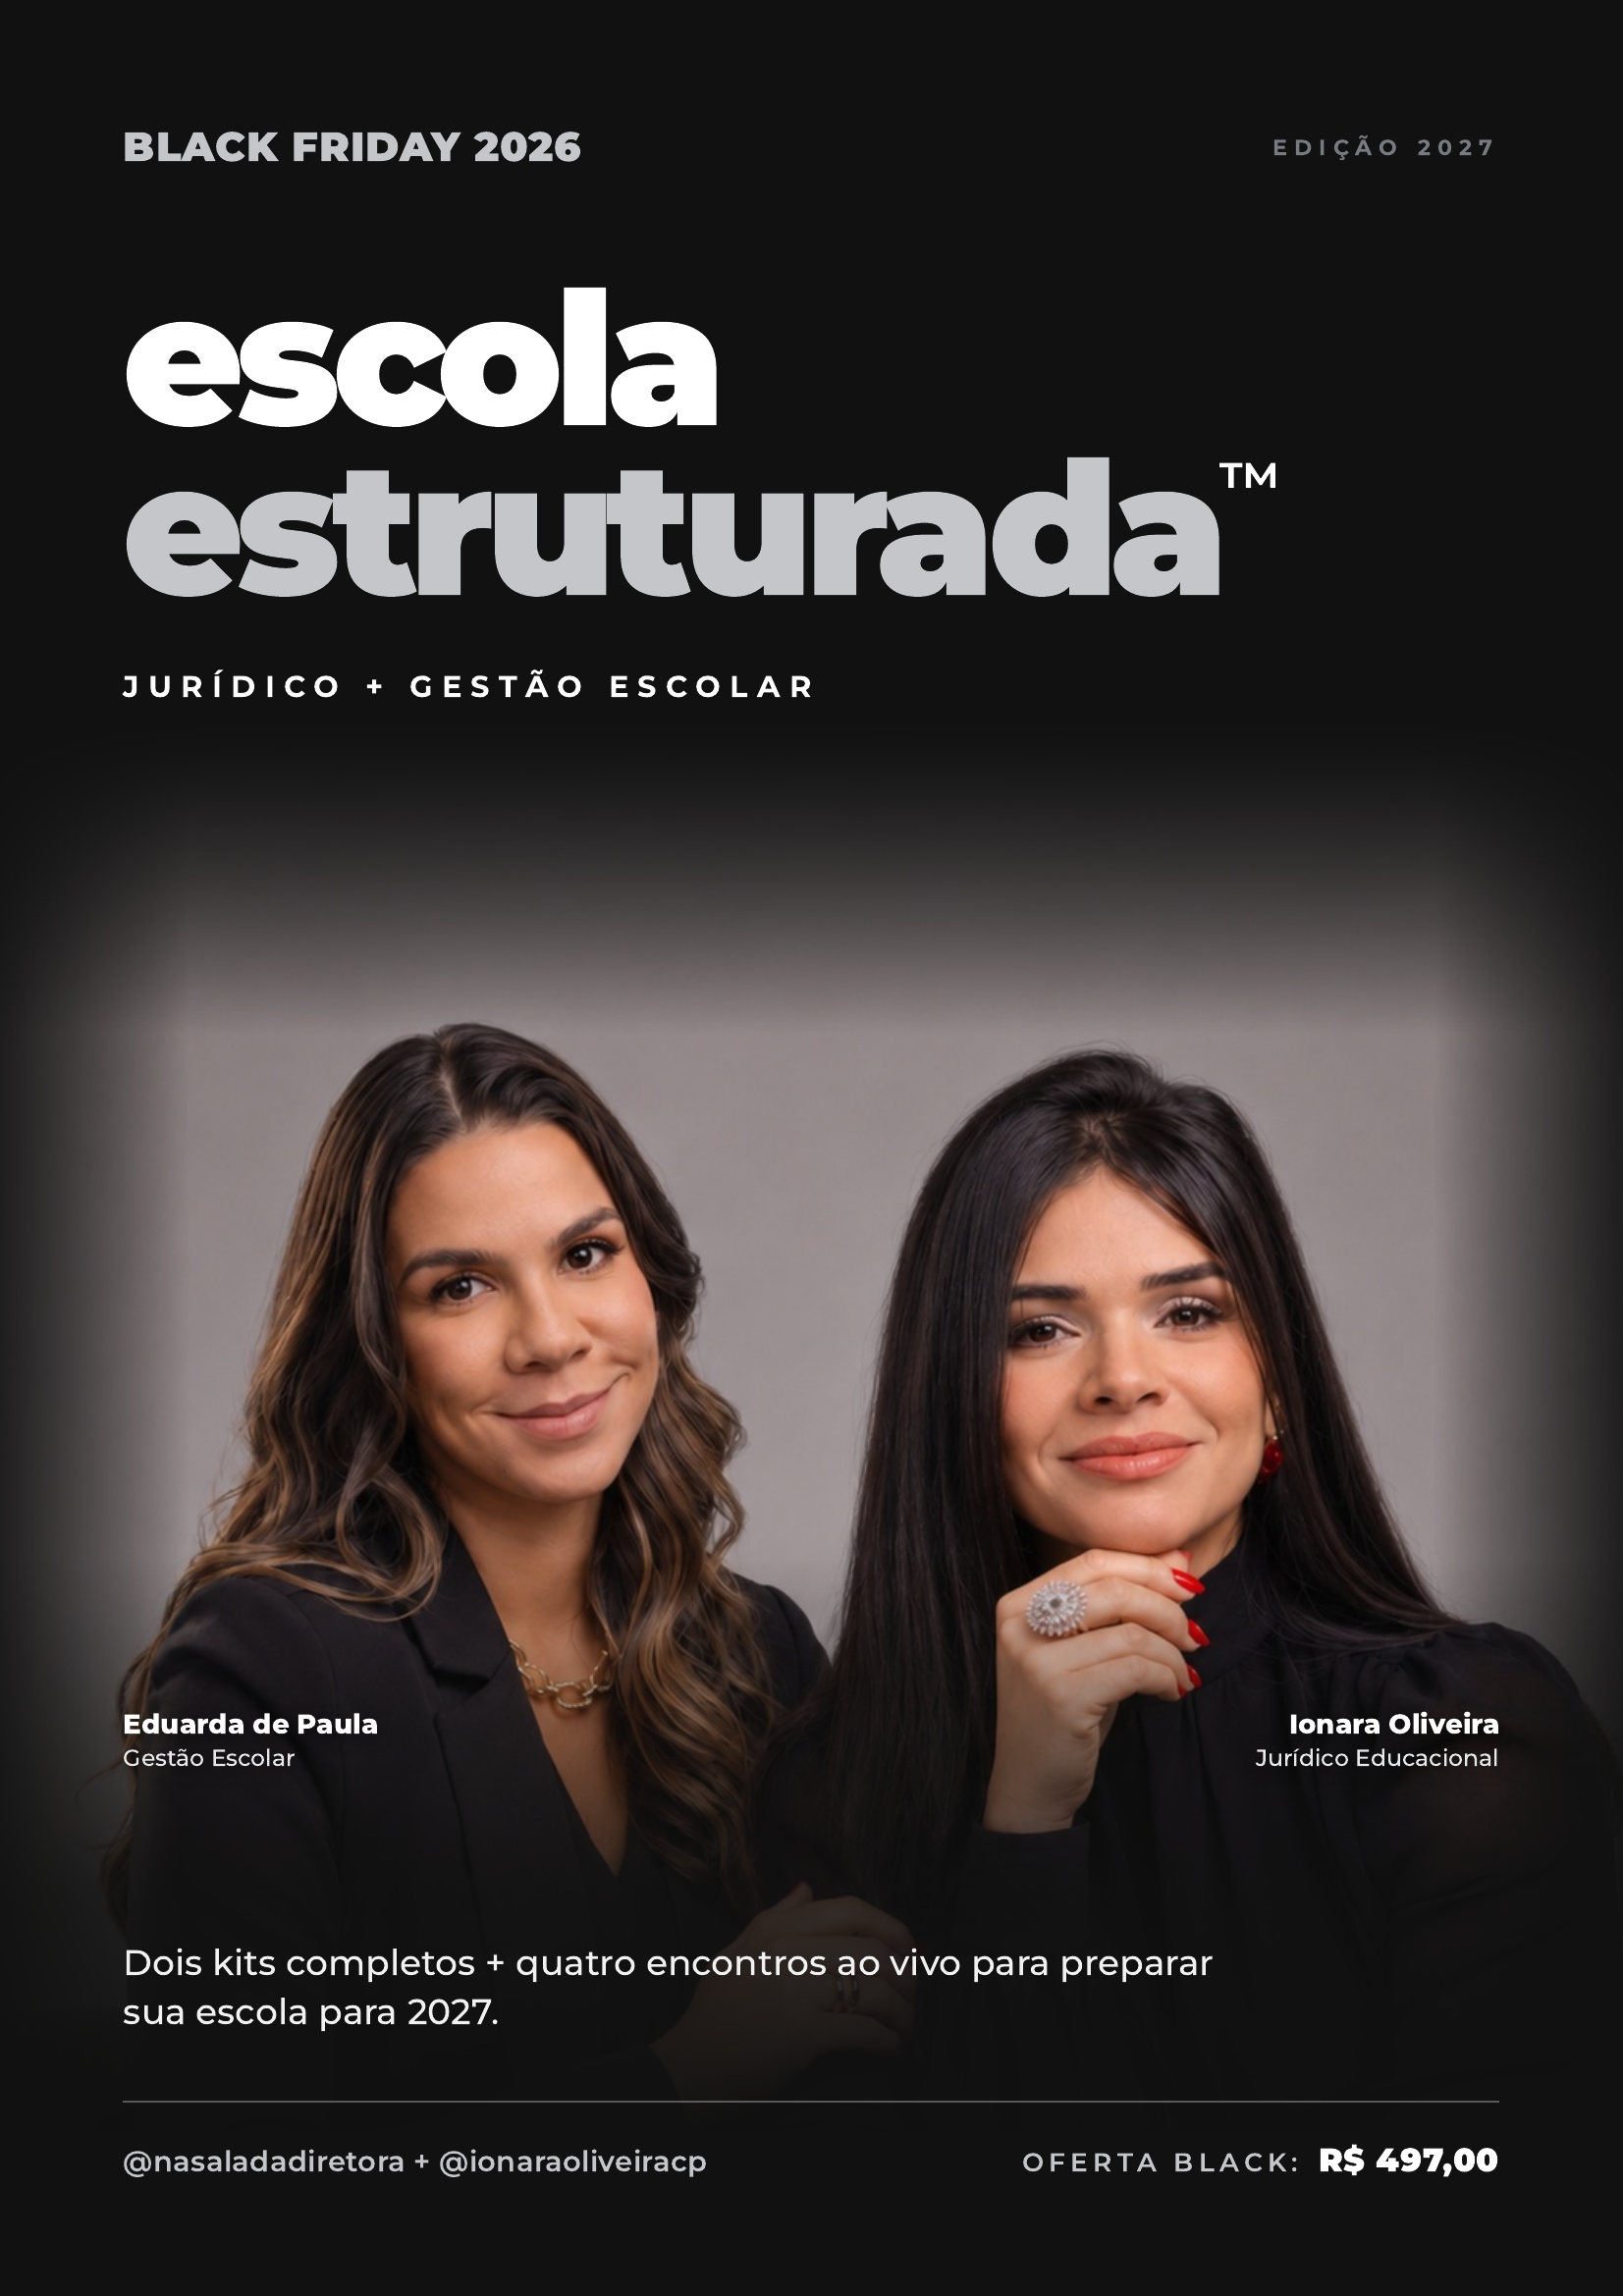 BLACK FRIDAY 2026
EDIÇÃO 2027
escola
estruturada™
JURÍDICO + GESTÃO ESCOLAR
Eduarda de Paula
Gestão Escolar
Ionara Oliveira
Jurídico Educacional
Dois kits completos + quatro encontros ao vivo para preparar
sua escola para 2027.
@nasaladadiretora + @ionaraoliveiracp
OFERTA BLACK: R$ 497,00